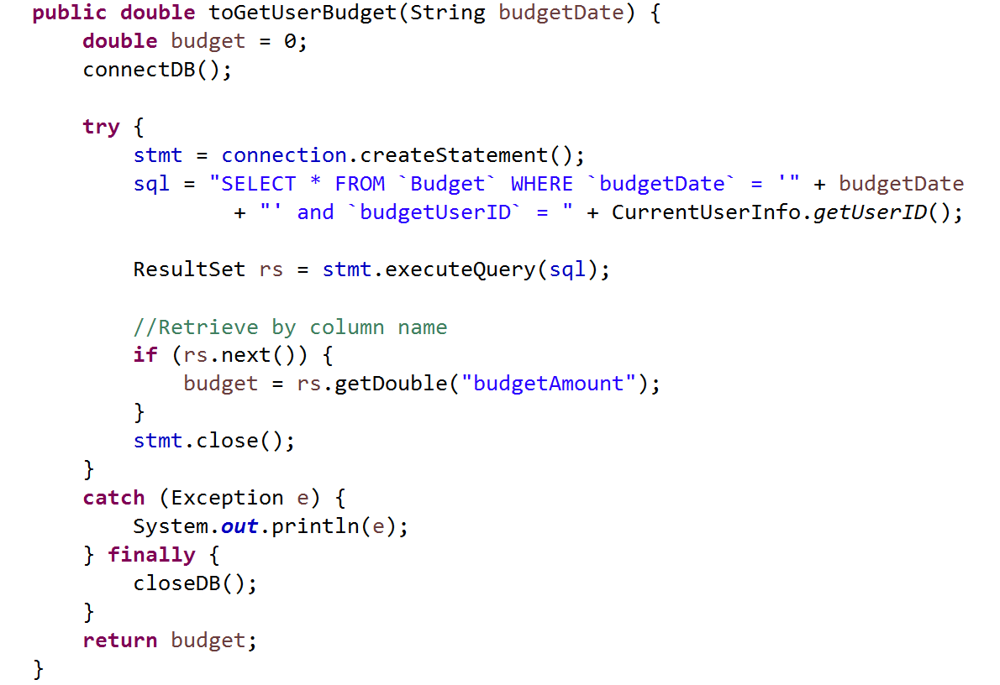 public double toGetUserBudget(String budgetDate) {
    double budget = 0;
    connectDB();

    try {
        stmt = connection.createStatement();
        sql = "SELECT * FROM `Budget` WHERE `budgetDate` = '" + budgetDate
                + "' and `budgetUserID` = " + CurrentUserInfo.getUserID();

        ResultSet rs = stmt.executeQuery(sql);

        //Retrieve by column name
        if (rs.next()) {
            budget = rs.getDouble("budgetAmount");
        }
        stmt.close();
    }
    catch (Exception e) {
        System.out.println(e);
    } finally {
        closeDB();
    }
    return budget;
}